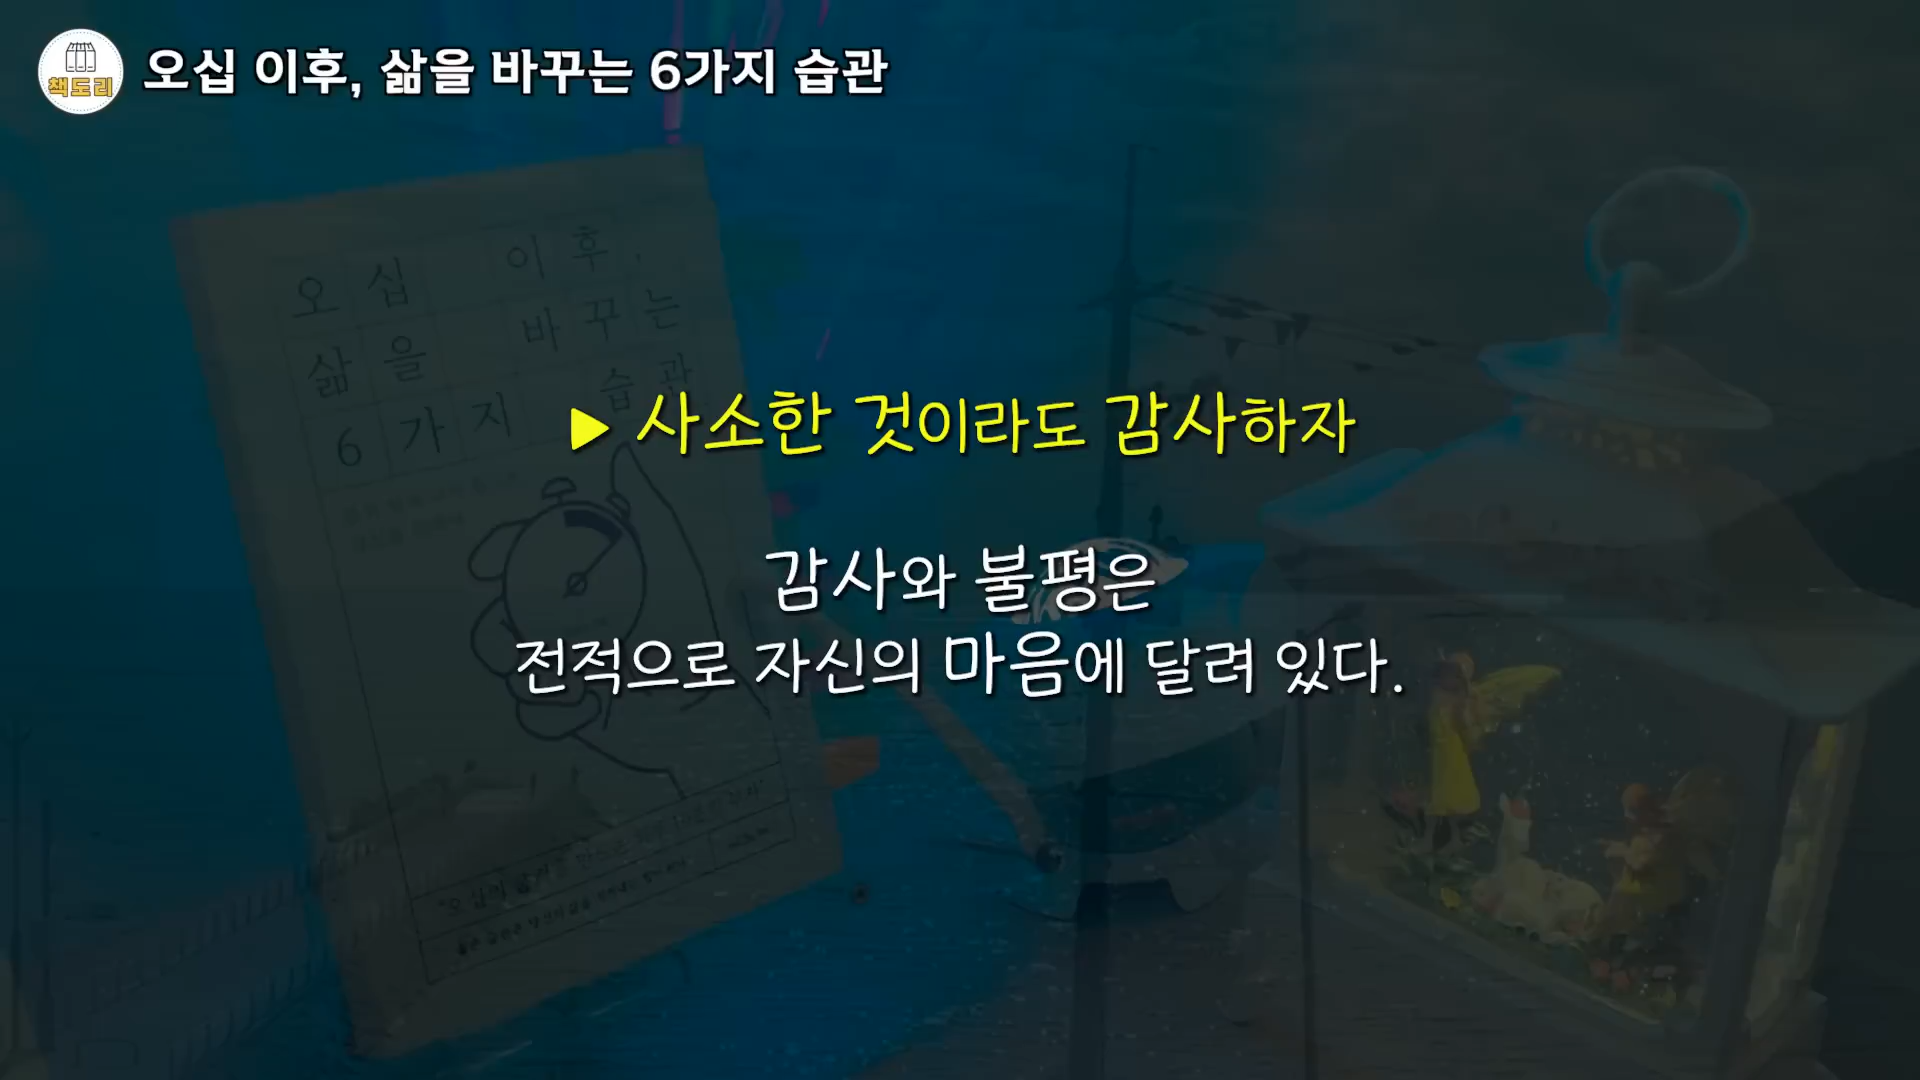 책도리
오십 이후, 삶을 바꾸는 6가지 습관
오십 이후,
삶을 바꾸는
6가지 습관
▶ 사소한 것이라도 감사하자
감사와 불평은
전적으로 자신의 마음에 달려 있다.